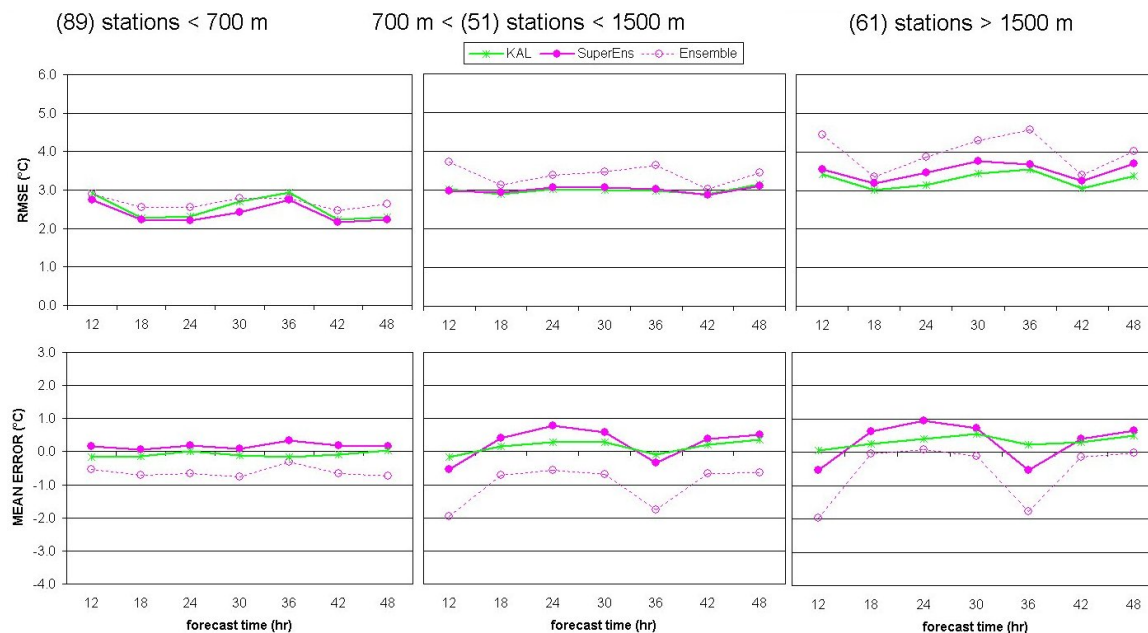 (89) stations < 700 m 700 m < (51) stations < 1500 m (61) stations > 1500 m
KAL SuperEns Ensemble
RMSE (°C)
6.0
5.0
4.0
3.0
2.0
1.0
0.0
12 18 24 30 36 42 48 12 18 24 30 36 42 48 12 18 24 30 36 42 48
MEAN ERROR (°C)
3.0
2.0
1.0
0.0
-1.0
-2.0
-3.0
-4.0
12 18 24 30 36 42 48 12 18 24 30 36 42 48 12 18 24 30 36 42 48
forecast time (hr) forecast time (hr) forecast time (hr)